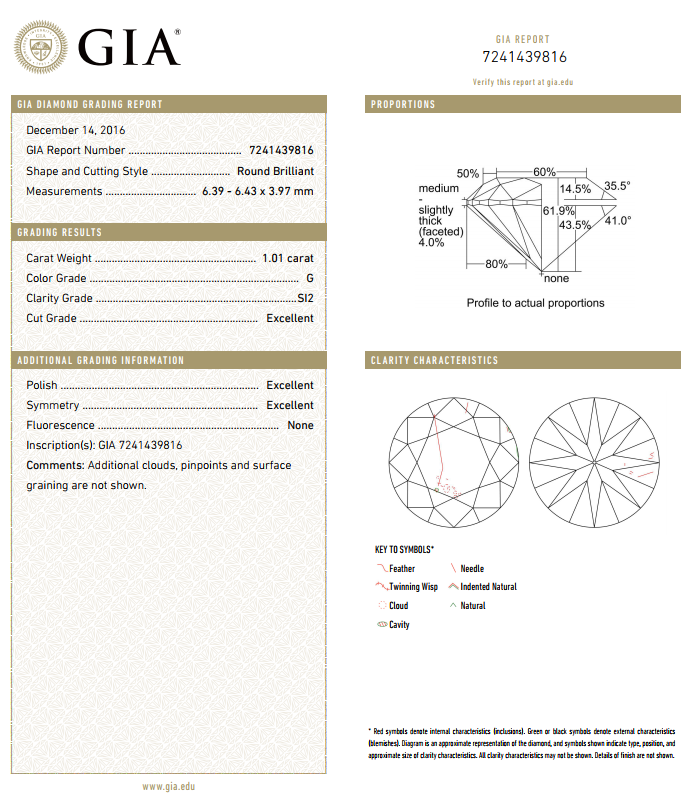 GIA®
GIA REPORT
7241439816
Verify this report at gia.edu
GIA DIAMOND GRADING REPORT
December 14, 2016
GIA Report Number ................................... 7241439816
Shape and Cutting Style ........................ Round Brilliant
Measurements ............................ 6.39 - 6.43 x 3.97 mm
GRADING RESULTS
Carat Weight .................................................. 1.01 carat
Color Grade .................................................................. G
Clarity Grade ..............................................................SI2
Cut Grade ...................................................... Excellent
ADDITIONAL GRADING INFORMATION
Polish ............................................................ Excellent
Symmetry ..................................................... Excellent
Fluorescence ...................................................... None
Inscription(s): GIA 7241439816
Comments: Additional clouds, pinpoints and surface
graining are not shown.
www.gia.edu
PROPORTIONS
50%
60%
medium
-
slightly
thick
(faceted)
4.0%
14.5%
35.5°
61.9%
43.5%
41.0°
80%
none
Profile to actual proportions
CLARITY CHARACTERISTICS
KEY TO SYMBOLS*
Feather
Needle
Twinning Wisp
Indented Natural
Cloud
Natural
Cavity
* Red symbols denote internal characteristics (inclusions). Green or black symbols denote external characteristics
(blemishes). Diagram is an approximate representation of the diamond, and symbols shown indicate type, position, and
approximate size of clarity characteristics. All clarity characteristics may not be shown. Details of finish are not shown.